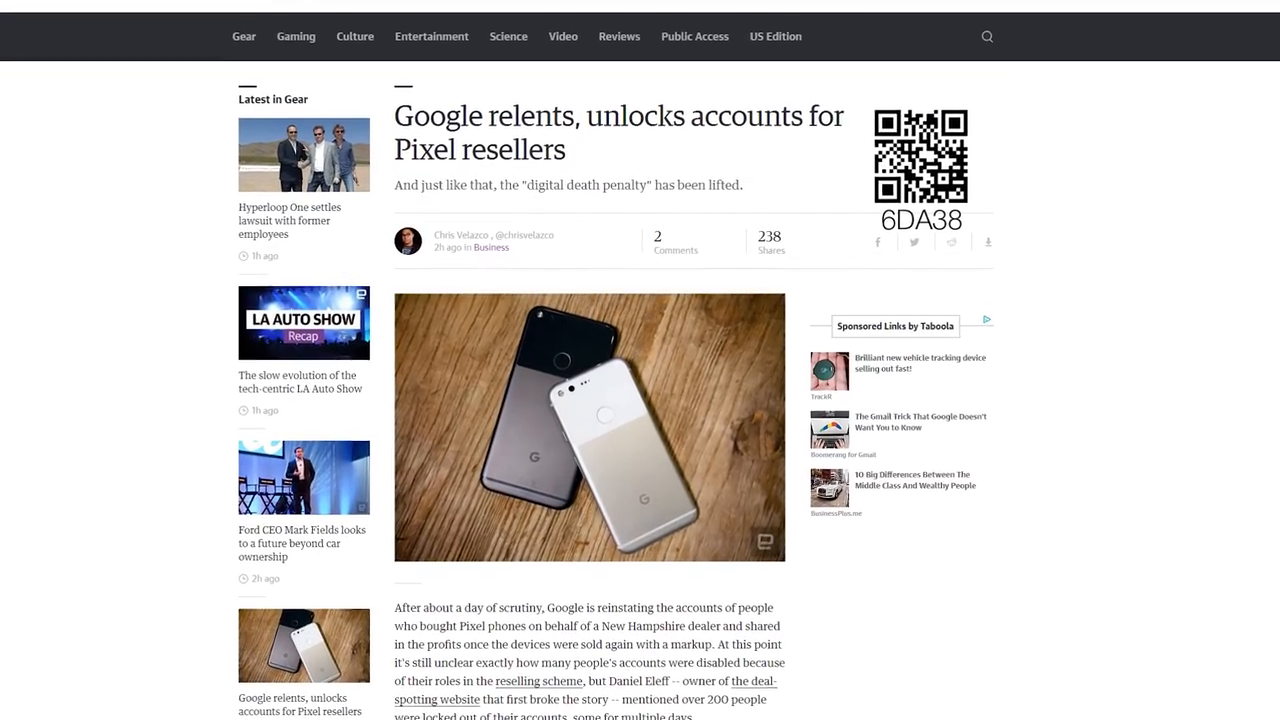 Gear Gaming Culture Entertainment Science Video Reviews Public Access US Edition
Latest in Gear
Hyperloop One settles
lawsuit with former
employees
1h ago
LA AUTO SHOW
Recap
The slow evolution of the
tech-centric LA Auto Show
1h ago
Ford CEO Mark Fields looks
to a future beyond car
ownership
2h ago
Google relents, unlocks
accounts for Pixel resellers
Google relents, unlocks accounts for
Pixel resellers
And just like that, the "digital death penalty" has been lifted.
Chris Velazco , @chrisvelazco
2h ago in Business
2
Comments
238
Shares
6DA38
G
G
After about a day of scrutiny, Google is reinstating the accounts of people
who bought Pixel phones on behalf of a New Hampshire dealer and shared
in the profits once the devices were sold again with a markup. At this point
it's still unclear exactly how many people's accounts were disabled because
of their roles in the reselling scheme, but Daniel Eleff -- owner of the deal-
spotting website that first broke the story -- mentioned over 200 people
were locked out of their accounts, some for multiple days.
Sponsored Links by Taboola
Brilliant new vehicle tracking device
selling out fast!
TrackR
The Gmail Trick That Google Doesn't
Want You to Know
Boomerang for Gmail
10 Big Differences Between The
Middle Class And Wealthy People
BusinessPlus.me